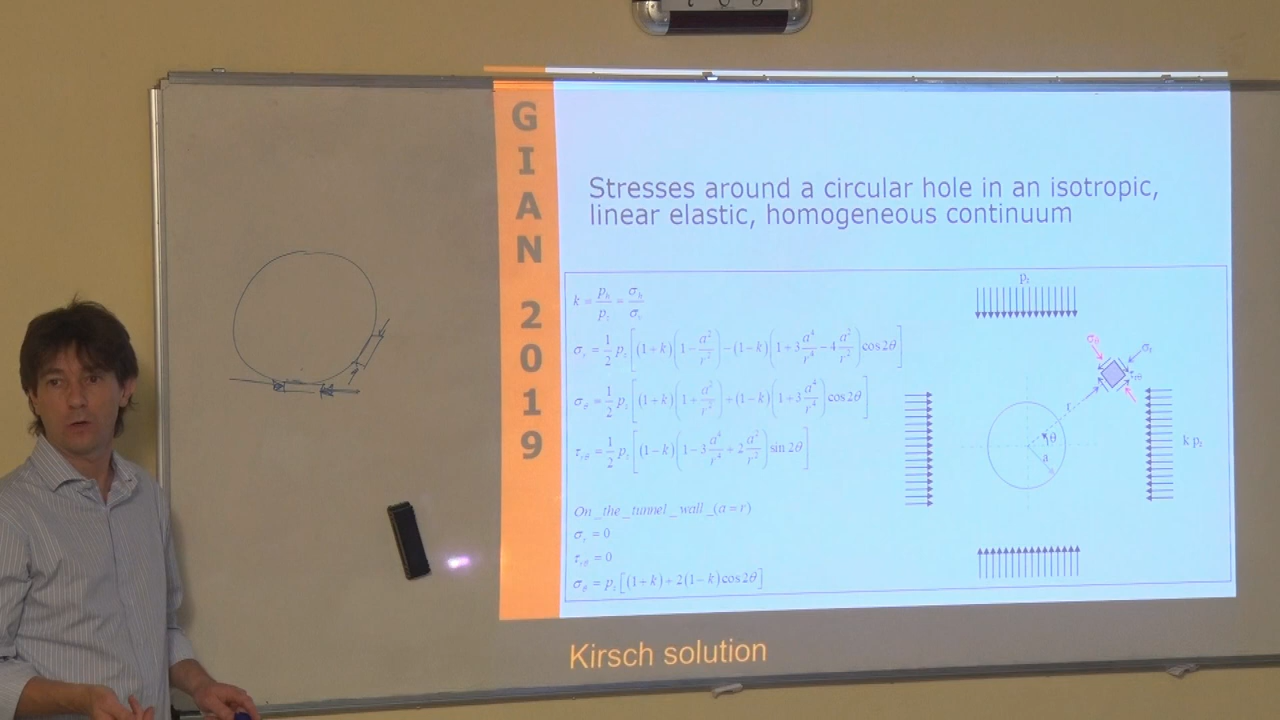 GIAN 2019
Stresses around a circular hole in an isotropic,
linear elastic, homogeneous continuum
k = p_h/p_z = σ_h/σ_z
σ_r = 1/2 p_z [(1+k)(1−a²/r²)−(1−k)(1+3a⁴/r⁴−4a²/r²)cos2θ]
σ_θ = 1/2 p_z [(1+k)(1+a²/r²)+(1−k)(1+3a⁴/r⁴)cos2θ]
τ_rθ = 1/2 p_z [(1−k)(1−3a⁴/r⁴+2a²/r²)sin2θ]
On_the_tunnel_wall_(a=r)
σ_r = 0
τ_rθ = 0
σ_θ = p_z[(1+k)+2(1−k)cos2θ]
p_z
σ_θ
σ_r
τ_rθ
r
θ
a
k p_z
Kirsch solution